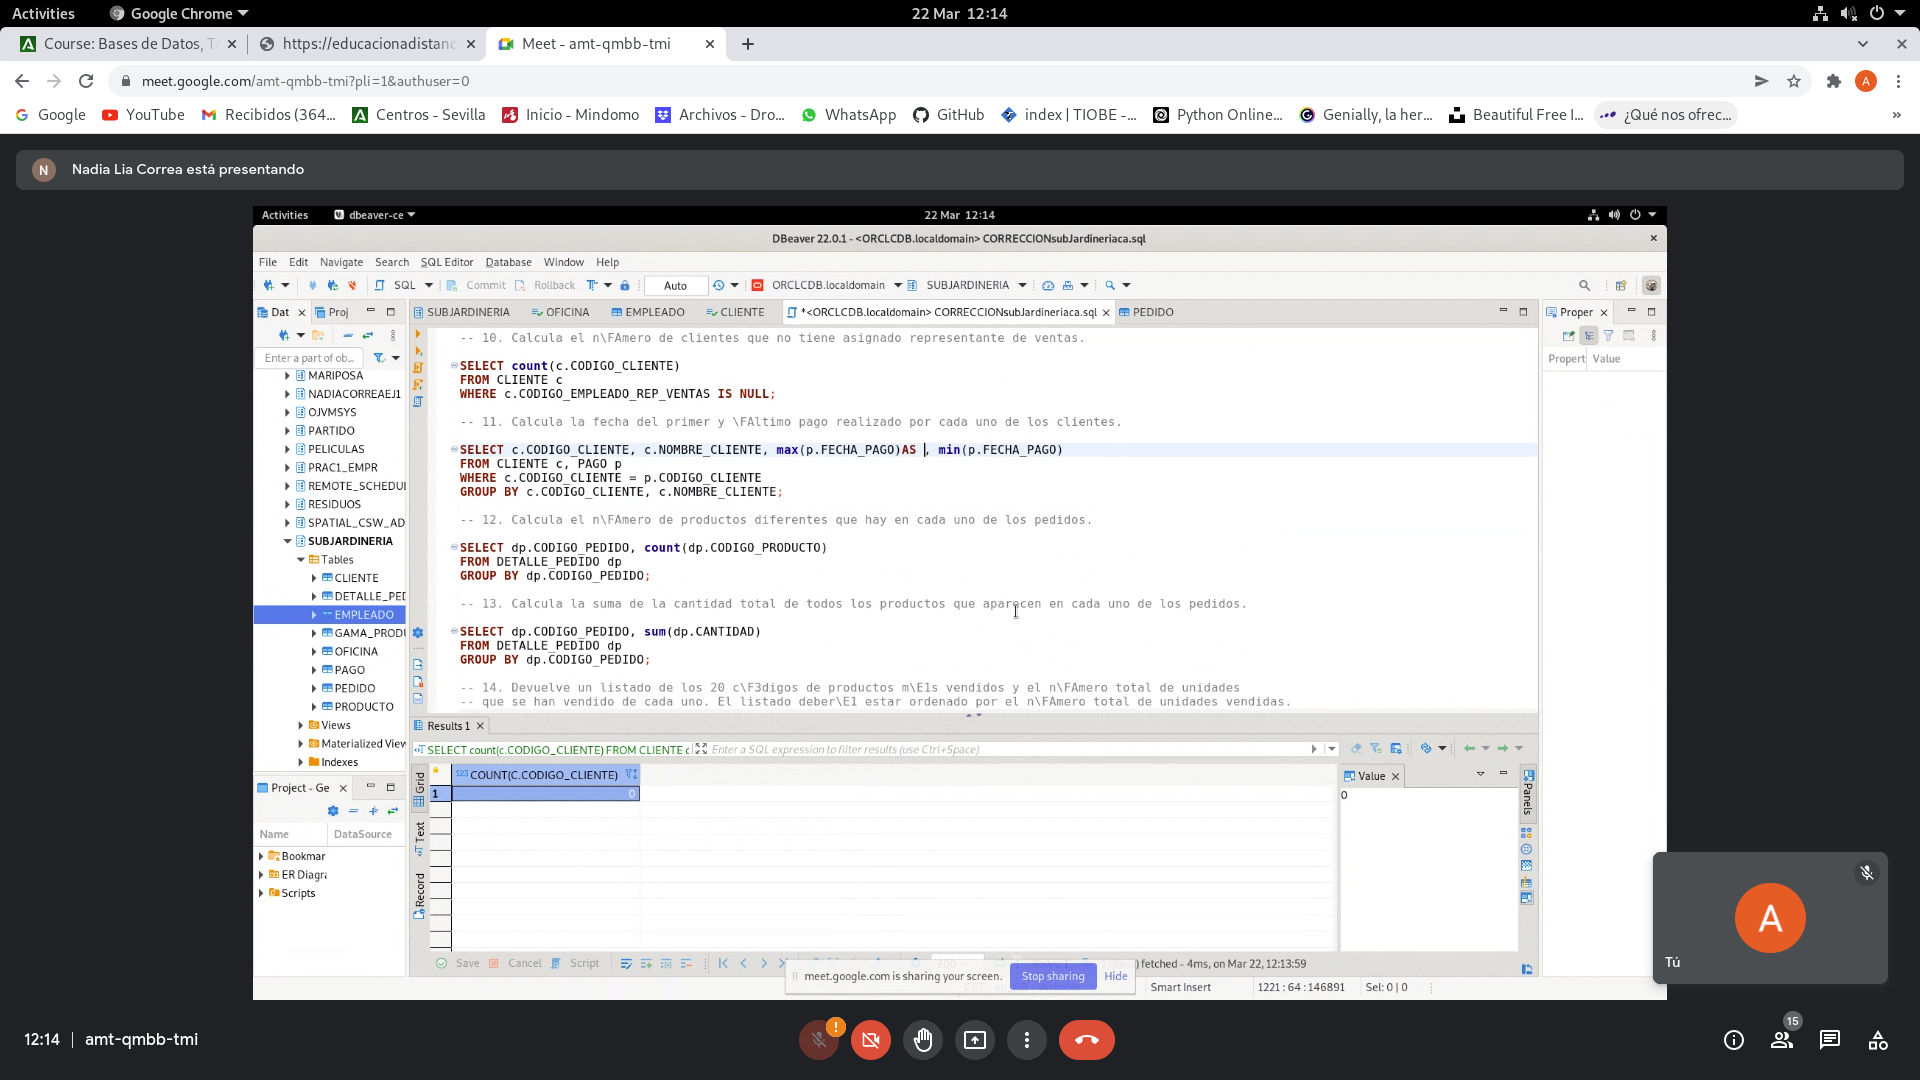 Activities Google Chrome 22 Mar 12:14
Course: Bases de Datos, T
https://educacionadistanc
Meet - amt-qmbb-tmi
meet.google.com/amt-qmbb-tmi?pli=1&authuser=0
A
Google YouTube Recibidos (364... Centros - Sevilla Inicio - Mindomo Archivos - Dro... WhatsApp GitHub index | TIOBE -... Python Online... Genially, la her... Beautiful Free I... ¿Qué nos ofrec... »
N Nadia Lia Correa está presentando
Activities dbeaver-ce 22 Mar 12:14
DBeaver 22.0.1 - <ORCLCDB.localdomain> CORRECCIONsubJardineriaca.sql
File Edit Navigate Search SQL Editor Database Window Help
SQL Commit Rollback Auto ORCLCDB.localdomain SUBJARDINERIA
Dat Proj
SUBJARDINERIA OFICINA EMPLEADO CLIENTE *<ORCLCDB.localdomain> CORRECCIONsubJardineriaca.sql PEDIDO
Proper
Propert Value
Enter a part of ob...
MARIPOSA
NADIACORREAEJ1
OJVMSYS
PARTIDO
PELICULAS
PRAC1_EMPR
REMOTE_SCHEDU
RESIDUOS
SPATIAL_CSW_AD
SUBJARDINERIA
Tables
CLIENTE
DETALLE_PED
EMPLEADO
GAMA_PRODU
OFICINA
PAGO
PEDIDO
PRODUCTO
Views
Materialized View
Indexes
-- 10. Calcula el n\FAmero de clientes que no tiene asignado representante de ventas.
SELECT count(c.CODIGO_CLIENTE)
FROM CLIENTE c
WHERE c.CODIGO_EMPLEADO_REP_VENTAS IS NULL;
-- 11. Calcula la fecha del primer y \FAltimo pago realizado por cada uno de los clientes.
SELECT c.CODIGO_CLIENTE, c.NOMBRE_CLIENTE, max(p.FECHA_PAGO)AS , min(p.FECHA_PAGO)
FROM CLIENTE c, PAGO p
WHERE c.CODIGO_CLIENTE = p.CODIGO_CLIENTE
GROUP BY c.CODIGO_CLIENTE, c.NOMBRE_CLIENTE;
-- 12. Calcula el n\FAmero de productos diferentes que hay en cada uno de los pedidos.
SELECT dp.CODIGO_PEDIDO, count(dp.CODIGO_PRODUCTO)
FROM DETALLE_PEDIDO dp
GROUP BY dp.CODIGO_PEDIDO;
-- 13. Calcula la suma de la cantidad total de todos los productos que aparecen en cada uno de los pedidos.
SELECT dp.CODIGO_PEDIDO, sum(dp.CANTIDAD)
FROM DETALLE_PEDIDO dp
GROUP BY dp.CODIGO_PEDIDO;
-- 14. Devuelve un listado de los 20 c\F3digos de productos m\E1s vendidos y el n\FAmero total de unidades
-- que se han vendido de cada uno. El listado deber\E1 estar ordenado por el n\FAmero total de unidades vendidas.
Project - Ge
Name DataSource
Bookmar
ER Diagra
Scripts
Results 1
SELECT count(c.CODIGO_CLIENTE) FROM CLIENTE c
Enter a SQL expression to filter results (use Ctrl+Space)
Grid
Text
Record
123 COUNT(C.CODIGO_CLIENTE)
1 0
Value
0
Panels
Save Cancel Script 200 fetched - 4ms, on Mar 22, 12:13:59
meet.google.com is sharing your screen. Stop sharing Hide
Smart Insert 1221 : 64 : 146891 Sel: 0 | 0
A
Tú
12:14 | amt-qmbb-tmi
!
15